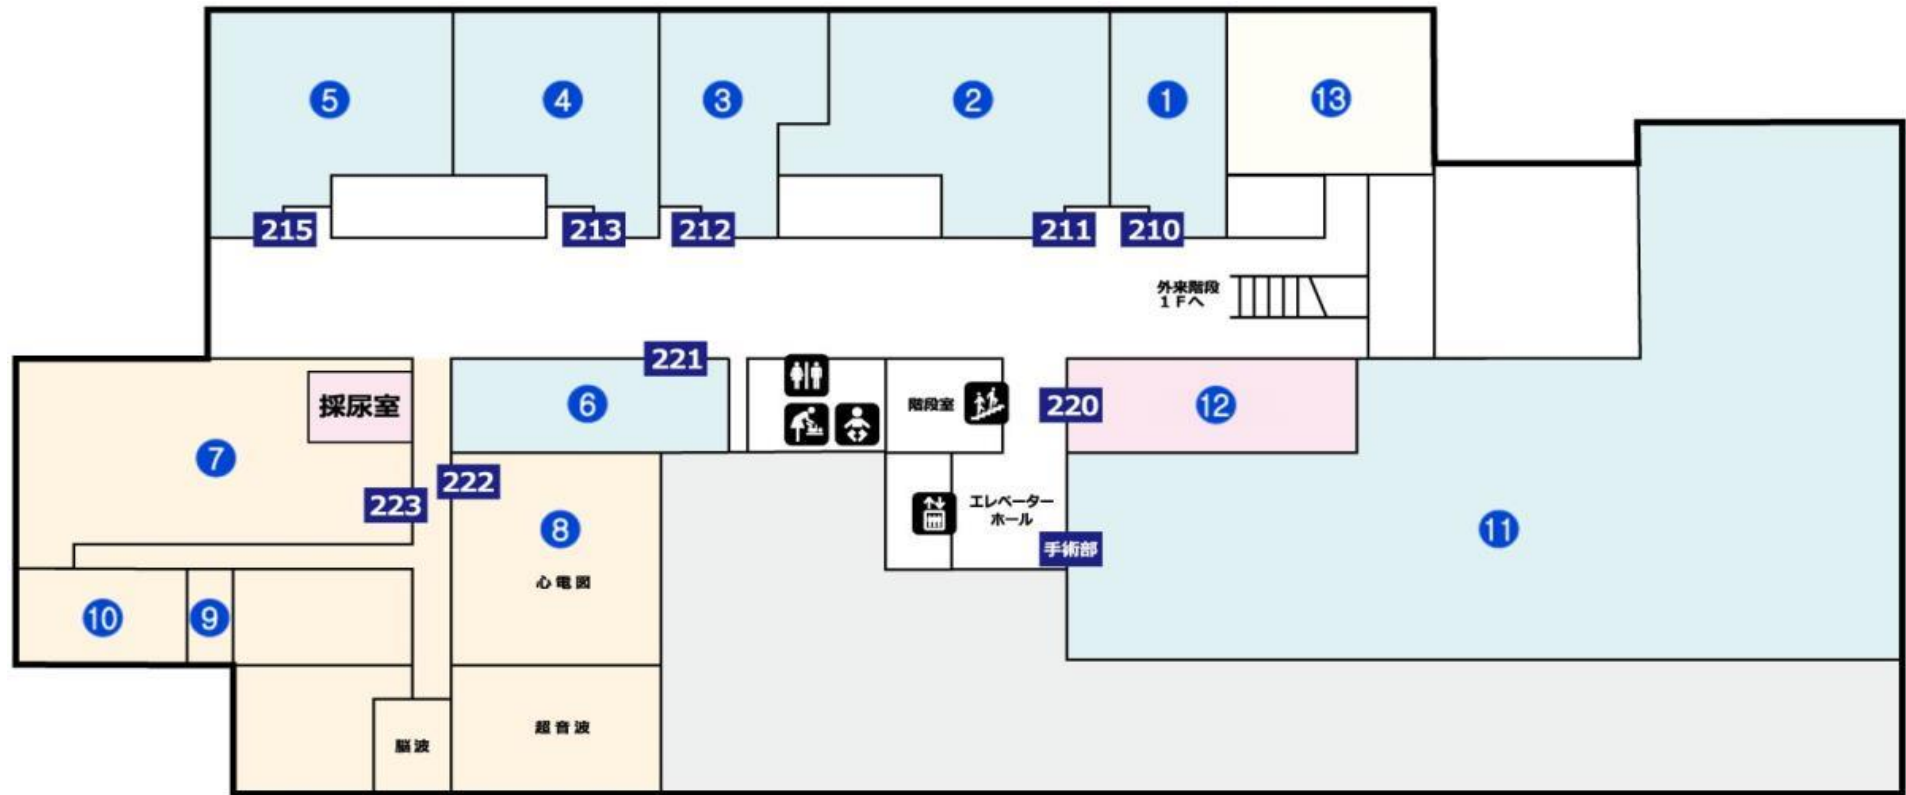 ⑤
④
③
②
①
⑬
215
213
212
211
210
外来階段
１Ｆへ
221
採尿室
⑥
階段室
220
⑫
⑦
222
223
⑧
エレベーター
ホール
⑪
手術部
心電図
⑩
⑨
超音波
脳波